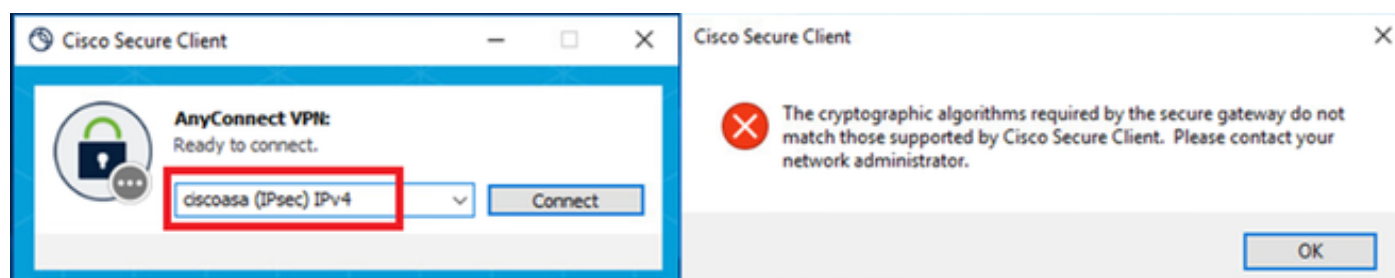 Cisco Secure Client
AnyConnect VPN:
Ready to connect.
ciscoasa (IPsec) IPv4
Connect
Cisco Secure Client
The cryptographic algorithms required by the secure gateway do not
match those supported by Cisco Secure Client. Please contact your
network administrator.
OK